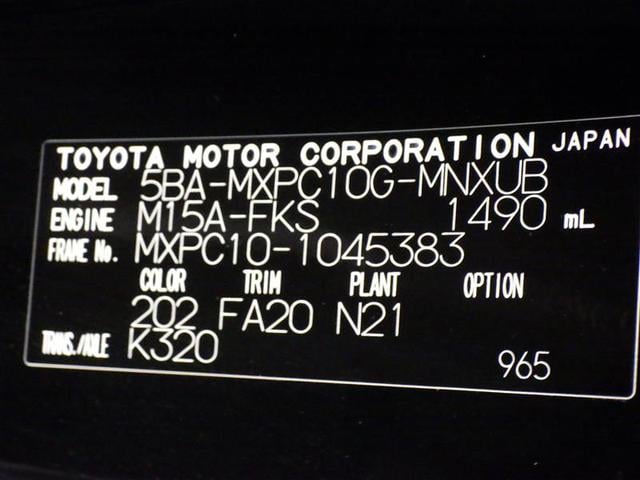 TOYOTA MOTOR CORPORATION JAPAN
MODEL 5BA-MXPC10G-MNXUB
ENGINE M15A-FKS 1490 mL
FRAME No. MXPC10-1045383
COLOR TRIM PLANT OPTION
202 FA20 N21
TRANS./AXLE K320
965